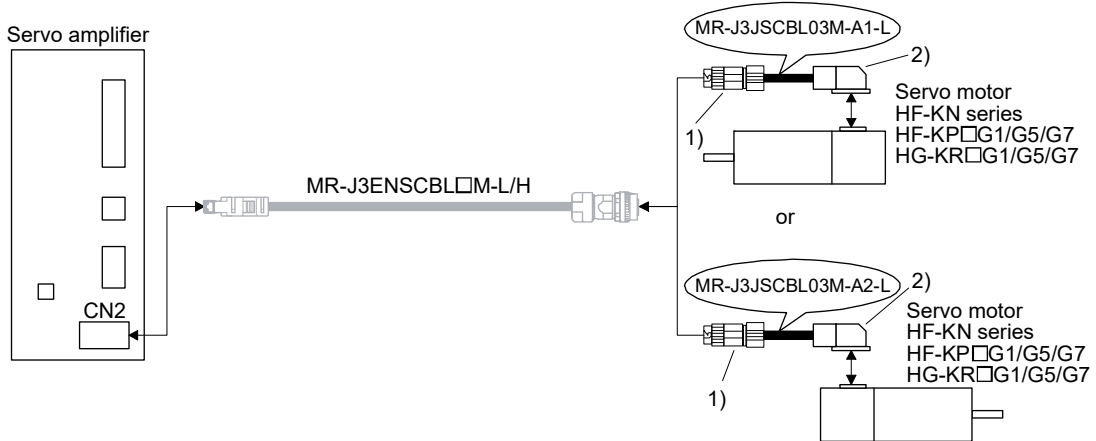 Servo amplifier
CN2
MR-J3ENSCBL□M-L/H
MR-J3JSCBL03M-A1-L
1)
2)
Servo motor
HF-KN series
HF-KP□G1/G5/G7
HG-KR□G1/G5/G7
or
MR-J3JSCBL03M-A2-L
1)
2)
Servo motor
HF-KN series
HF-KP□G1/G5/G7
HG-KR□G1/G5/G7